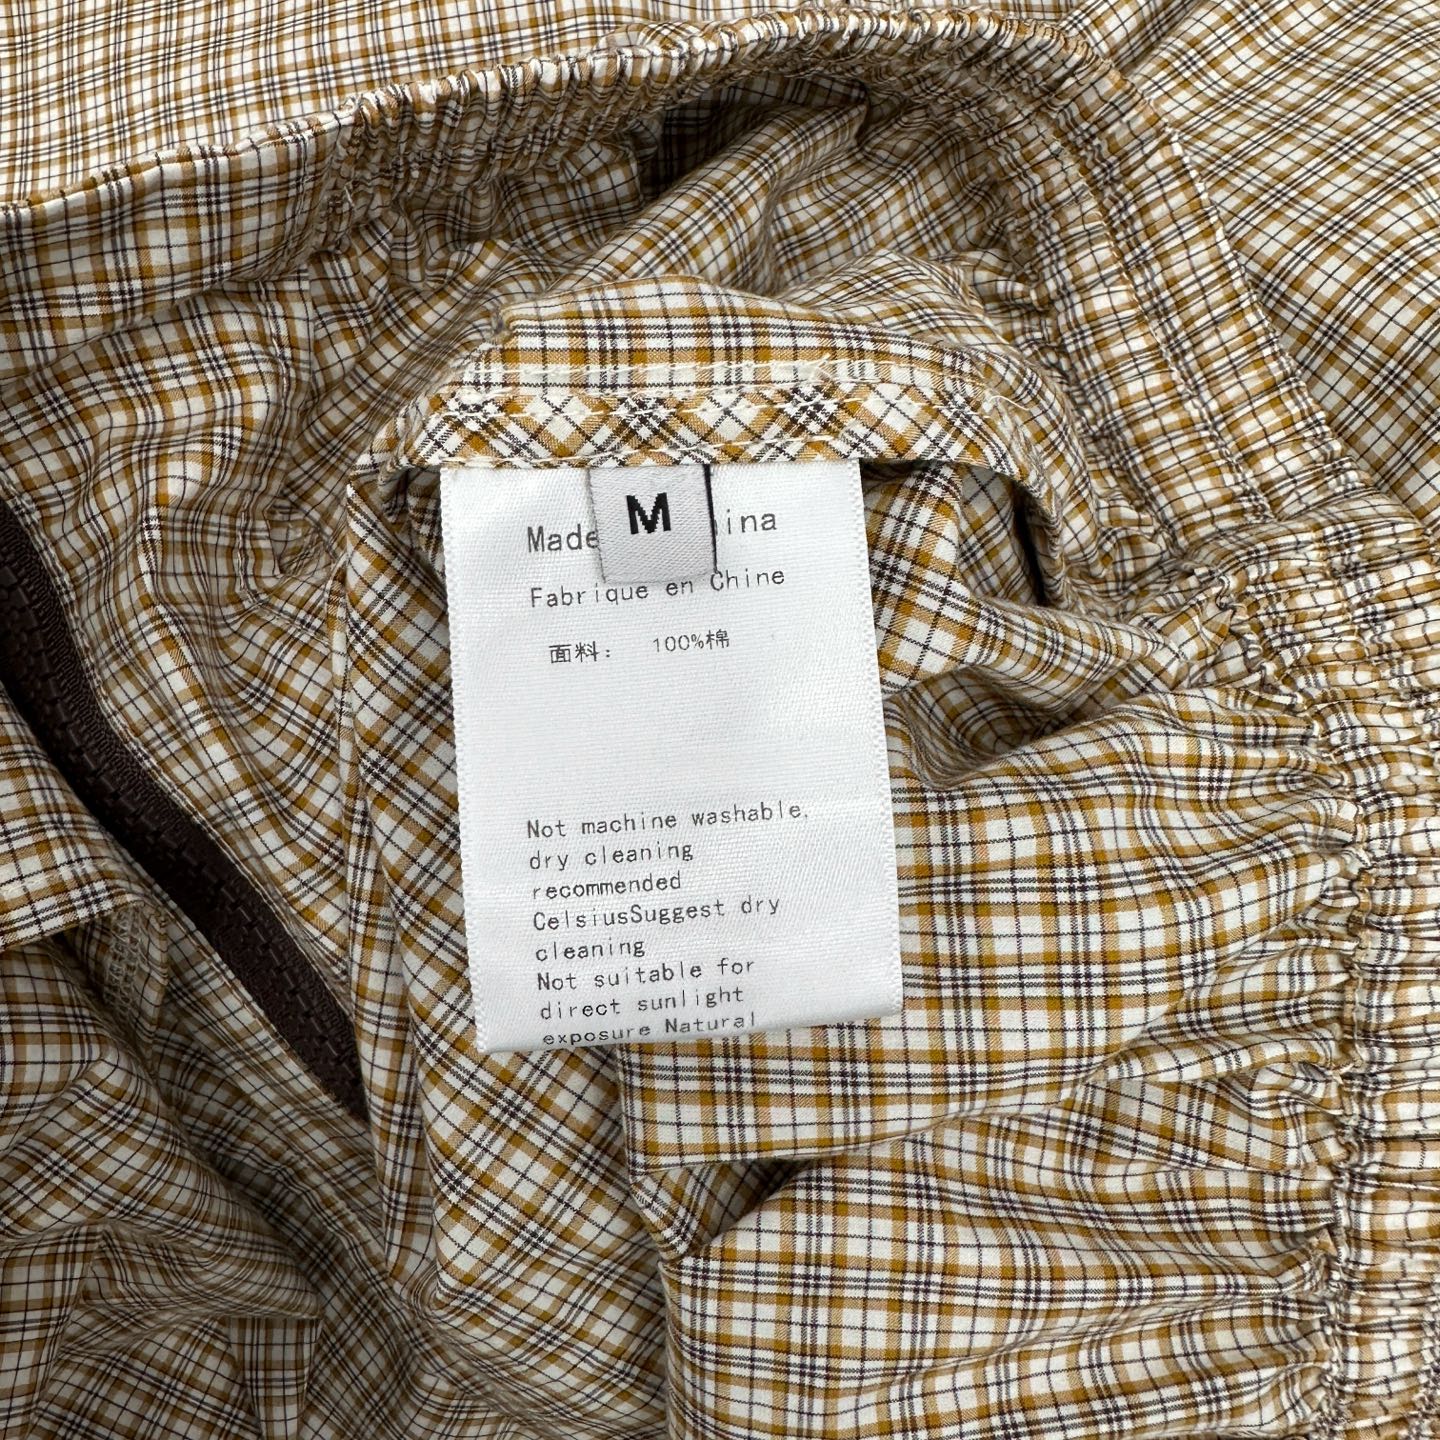 M
Made ina
Fabrique en Chine
面料： 100%棉
Not machine washable,
dry cleaning
recommended
CelsiusSuggest dry
cleaning
Not suitable for
direct sunlight
exposure Natural